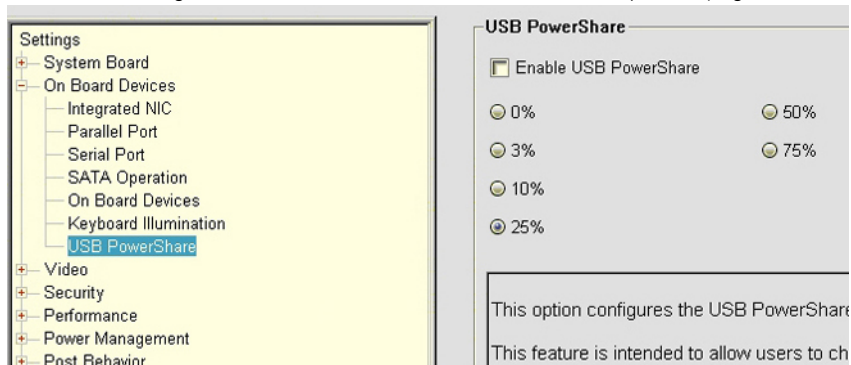 Settings
System Board
On Board Devices
Integrated NIC
Parallel Port
Serial Port
SATA Operation
On Board Devices
Keyboard Illumination
USB PowerShare
Video
Security
Performance
Power Management
Post Behavior
USB PowerShare
Enable USB PowerShare
0%
50%
3%
75%
10%
25%
This option configures the USB PowerShare
This feature is intended to allow users to ch